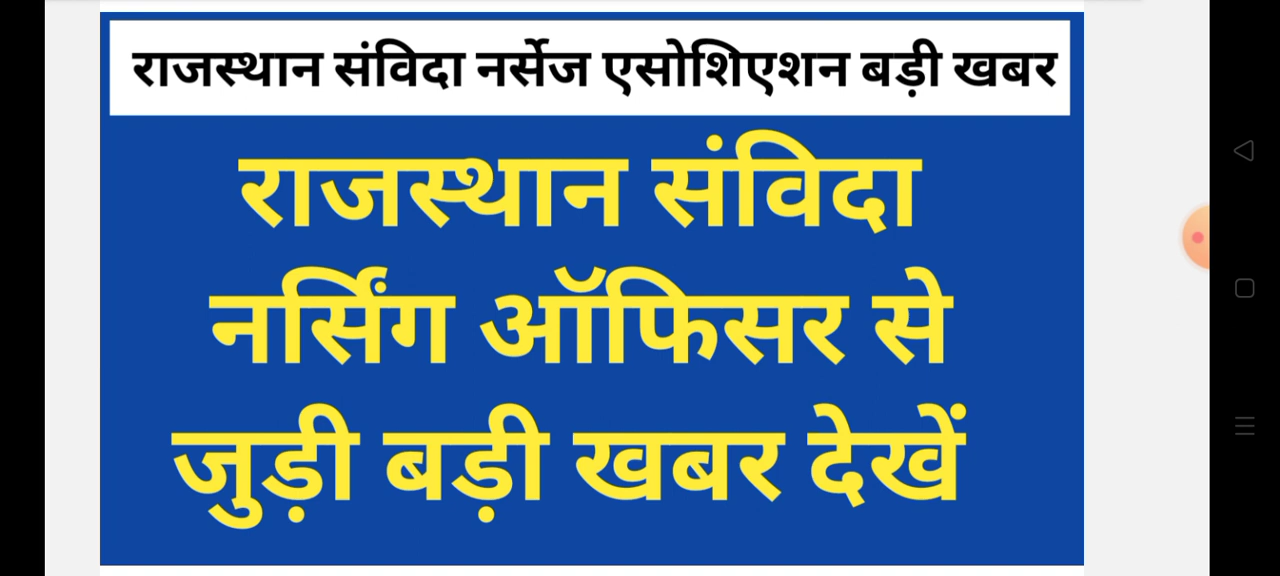 राजस्थान संविदा नर्सेज एसोशिएशन बड़ी खबर
राजस्थान संविदा
नर्सिंग ऑफिसर से
जुड़ी बड़ी खबर देखें